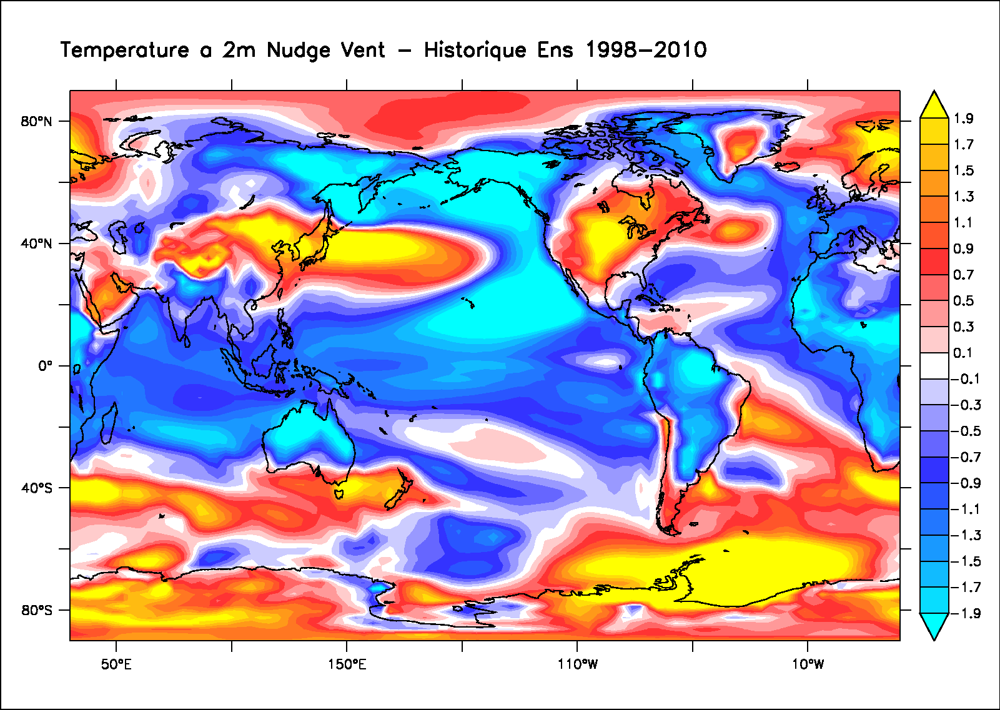 Temperature a 2m Nudge Vent − Historique Ens 1998−2010
80°N
40°N
0°
40°S
80°S
50°E
150°E
110°W
10°W
1.9
1.7
1.5
1.3
1.1
0.9
0.7
0.5
0.3
0.1
−0.1
−0.3
−0.5
−0.7
−0.9
−1.1
−1.3
−1.5
−1.7
−1.9